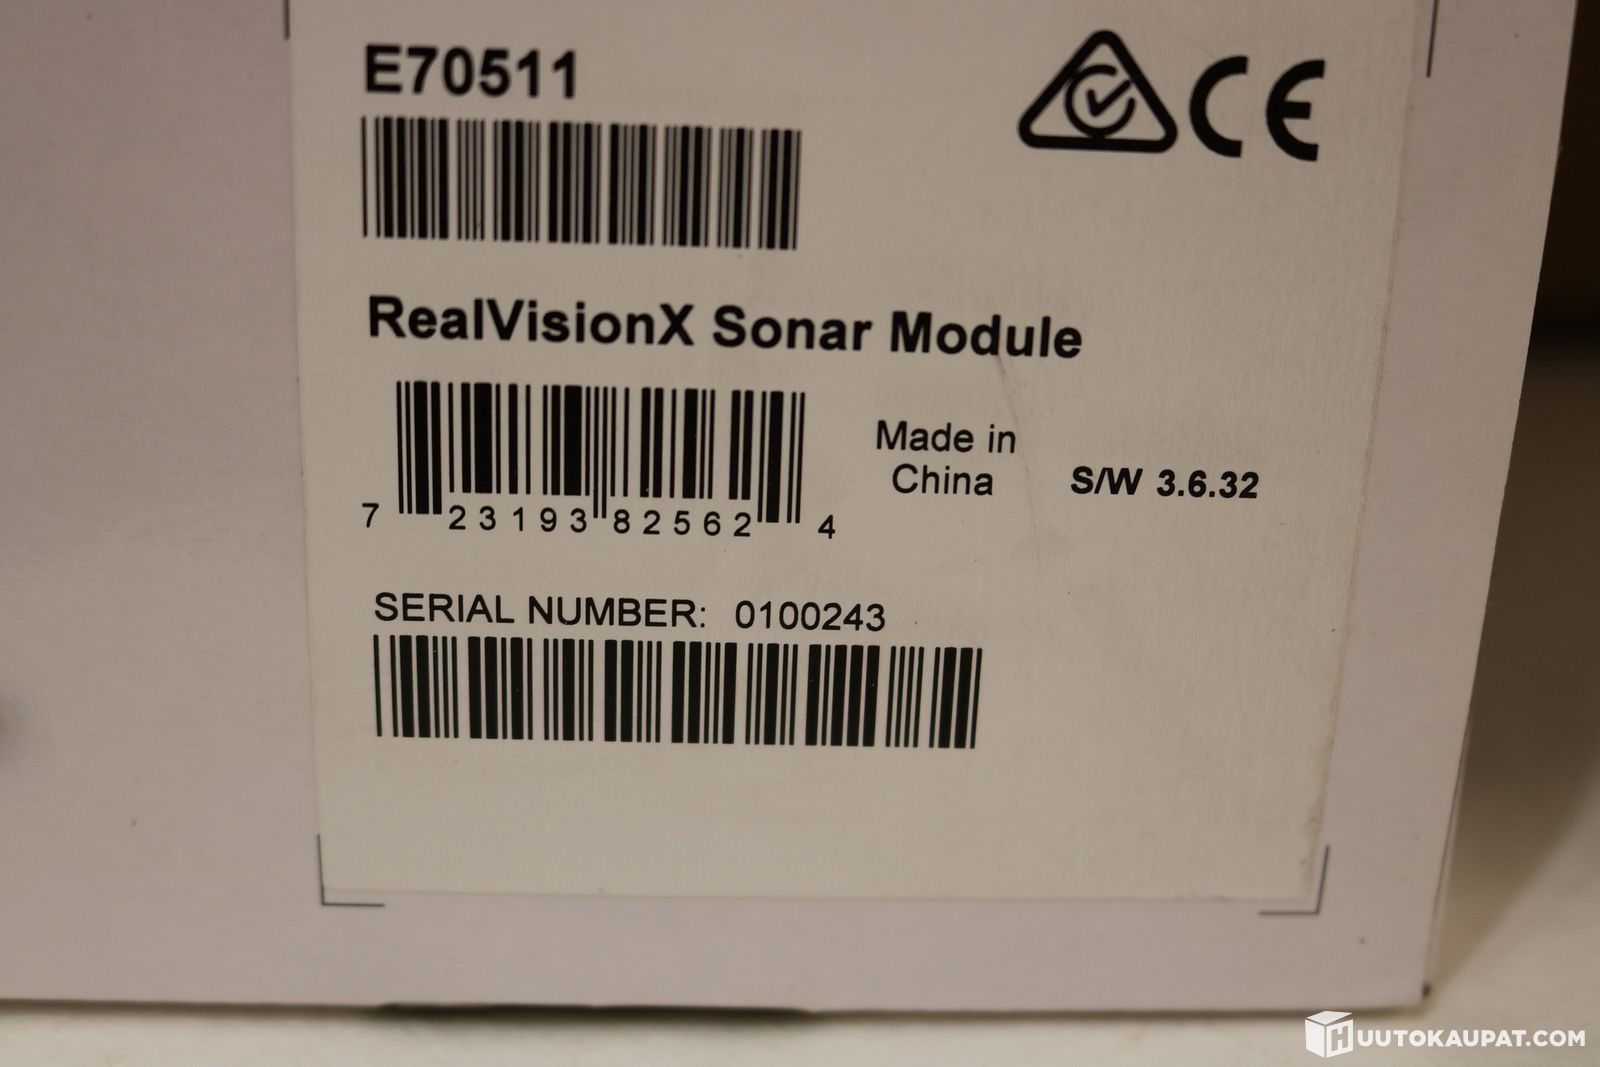 E70511
CE
RealVisionX Sonar Module
Made in
China
S/W 3.6.32
7 23193 82562 4
SERIAL NUMBER: 0100243
HUUTOKAUPAT.COM